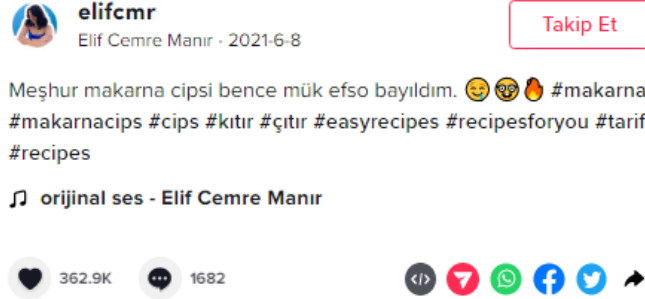 elifcmr
Elif Cemre Manır · 2021-6-8
Takip Et
Meşhur makarna cipsi bence mük efso bayıldım. 🤤🥸🔥 #makarna
#makarnacips #cips #kıtır #çıtır #easyrecipes #recipesforyou #tarif
#recipes
orijinal ses - Elif Cemre Manır
362.9K
1682